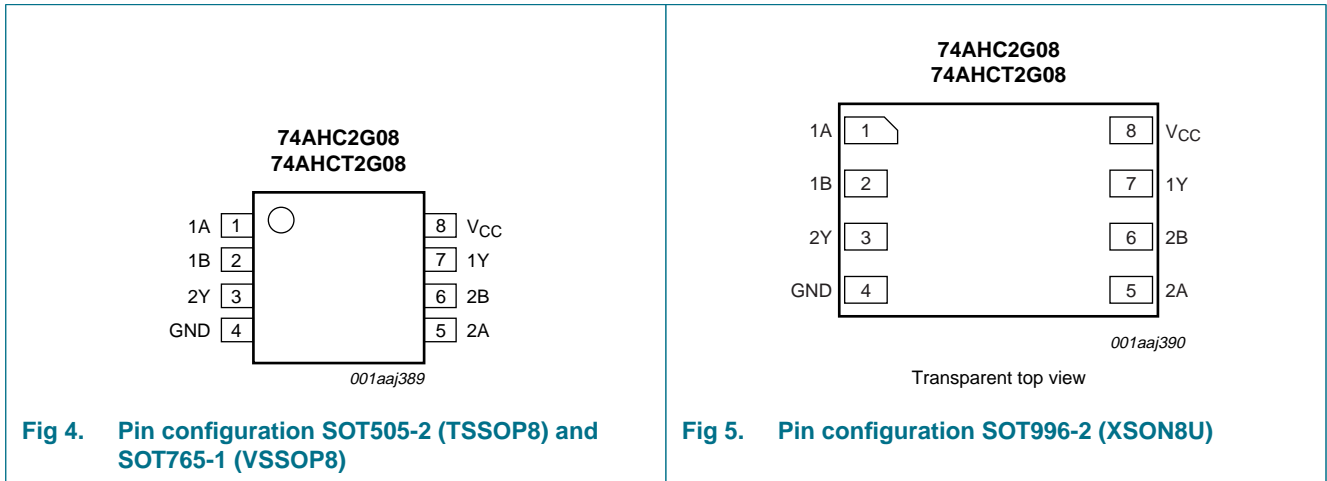 74AHC2G08
74AHCT2G08
1A 1 8 VCC
1B 2 7 1Y
2Y 3 6 2B
GND 4 5 2A
001aaj389
Fig 4. Pin configuration SOT505-2 (TSSOP8) and
SOT765-1 (VSSOP8)
74AHC2G08
74AHCT2G08
1A 1 8 VCC
1B 2 7 1Y
2Y 3 6 2B
GND 4 5 2A
001aaj390
Transparent top view
Fig 5. Pin configuration SOT996-2 (XSON8U)